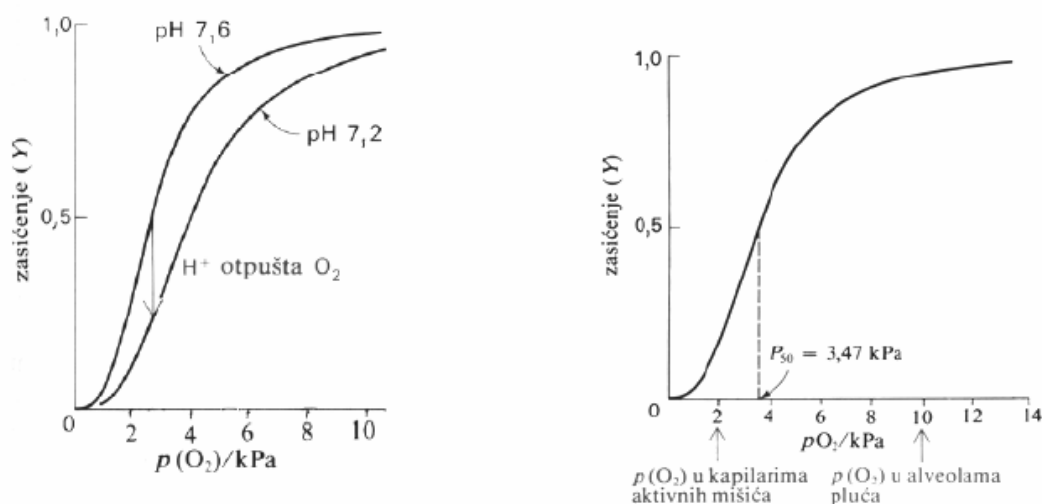 1,0
pH 7,6
pH 7,2
zasićenje (Y)
0,5
H+ otpušta O2
0
2
4
6
8
10
p (O2)/kPa
1,0
zasićenje (Y)
0,5
P50 = 3,47 kPa
0
2
4
6
8
10
12
14
pO2/kPa
p (O2) u kapilarima
aktivnih mišića
p (O2) u alveolama
pluća